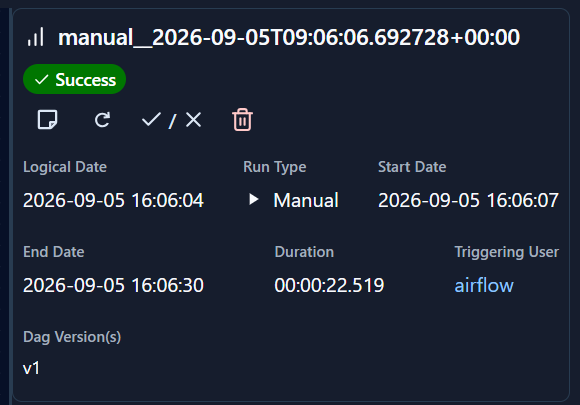 manual__2026-09-05T09:06:06.692728+00:00
Success
/
Logical Date Run Type Start Date
2026-09-05 16:06:04 Manual 2026-09-05 16:06:07
End Date Duration Triggering User
2026-09-05 16:06:30 00:00:22.519 airflow
Dag Version(s)
v1